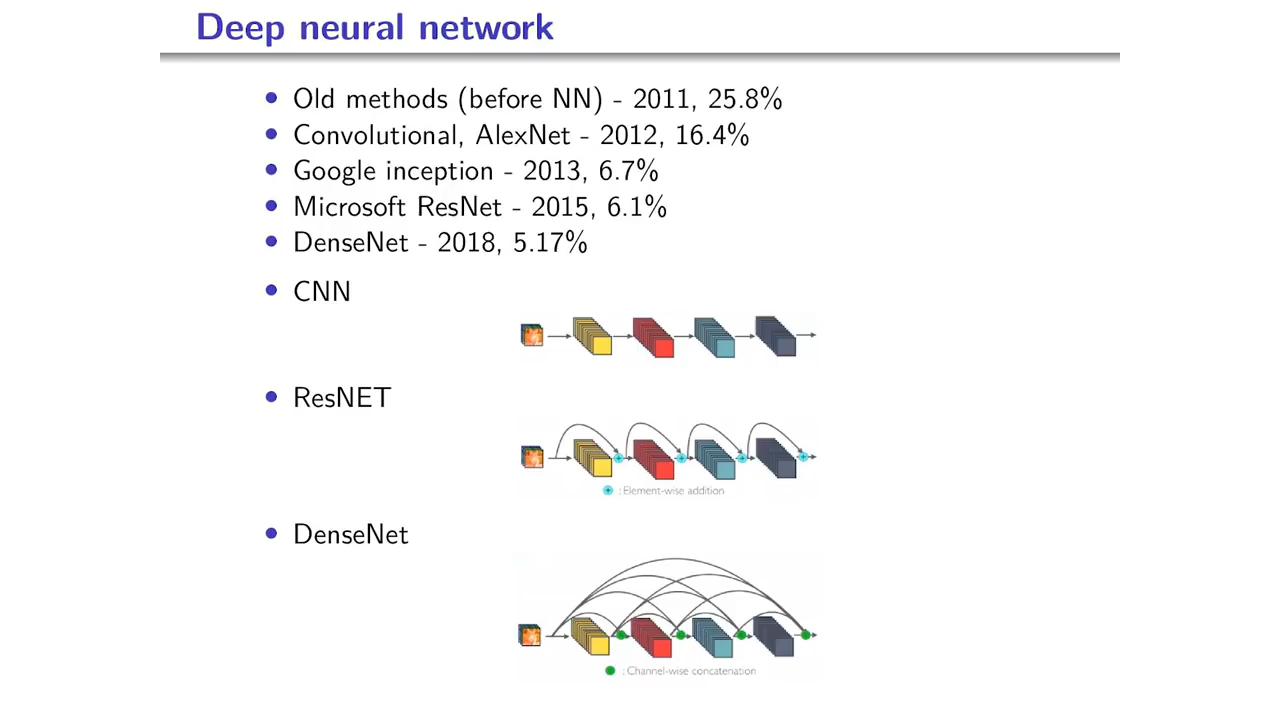 Deep neural network
Old methods (before NN) - 2011, 25.8%
Convolutional, AlexNet - 2012, 16.4%
Google inception - 2013, 6.7%
Microsoft ResNet - 2015, 6.1%
DenseNet - 2018, 5.17%
CNN
ResNET
: Element-wise addition
DenseNet
: Channel-wise concatenation